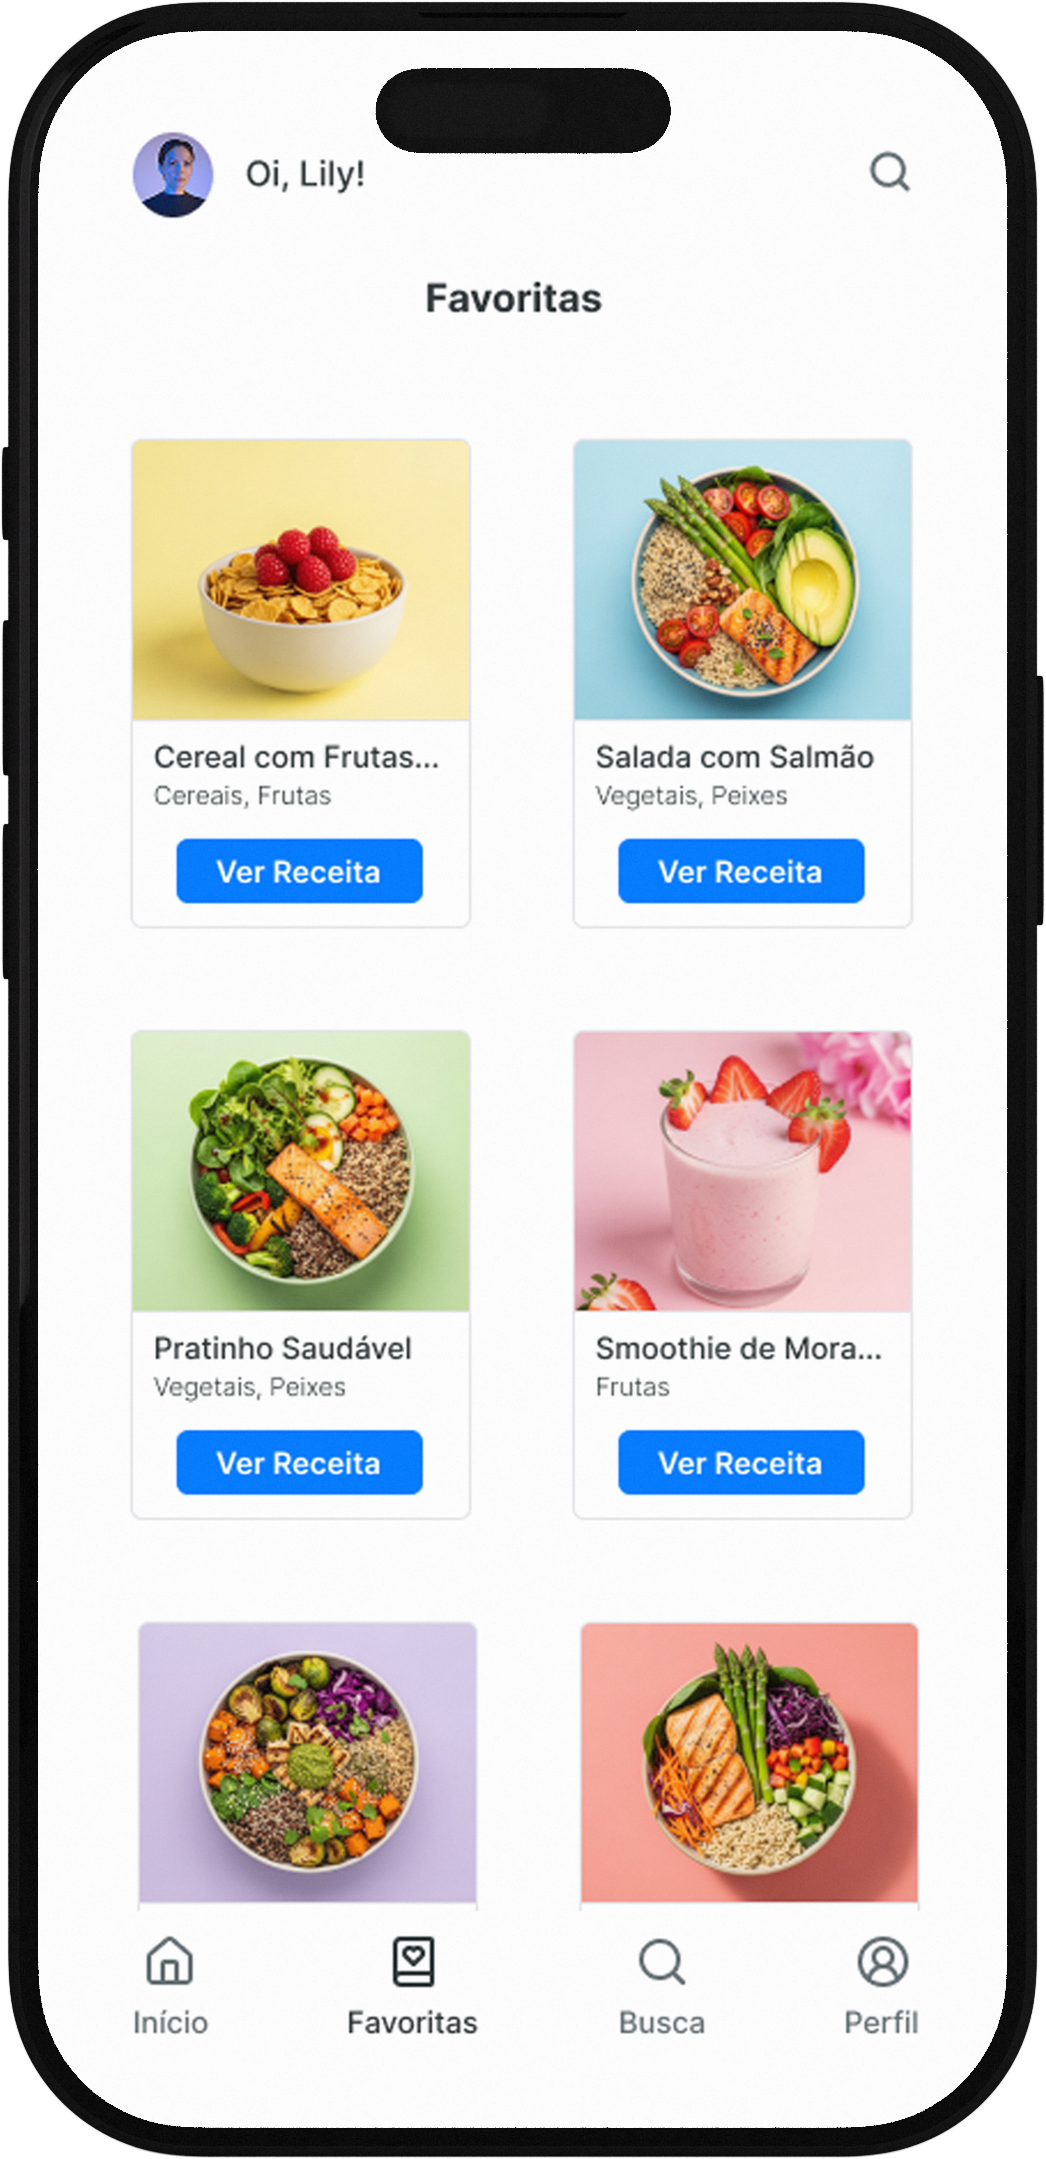 Oi, Lily!
Favoritas
Cereal com Frutas...
Cereais, Frutas
Ver Receita
Salada com Salmão
Vegetais, Peixes
Ver Receita
Pratinho Saudável
Vegetais, Peixes
Ver Receita
Smoothie de Mora...
Frutas
Ver Receita
Início
Favoritas
Busca
Perfil